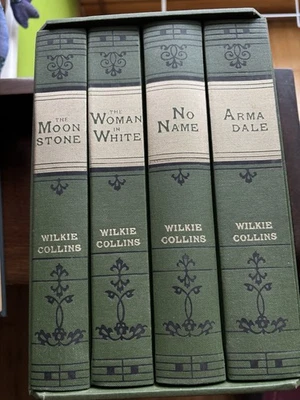 THE
MOON
STONE
WILKIE
COLLINS
THE
WOMAN
IN
WHITE
WILKIE
COLLINS
NO
NAME
WILKIE
COLLINS
ARMA
DALE
WILKIE
COLLINS